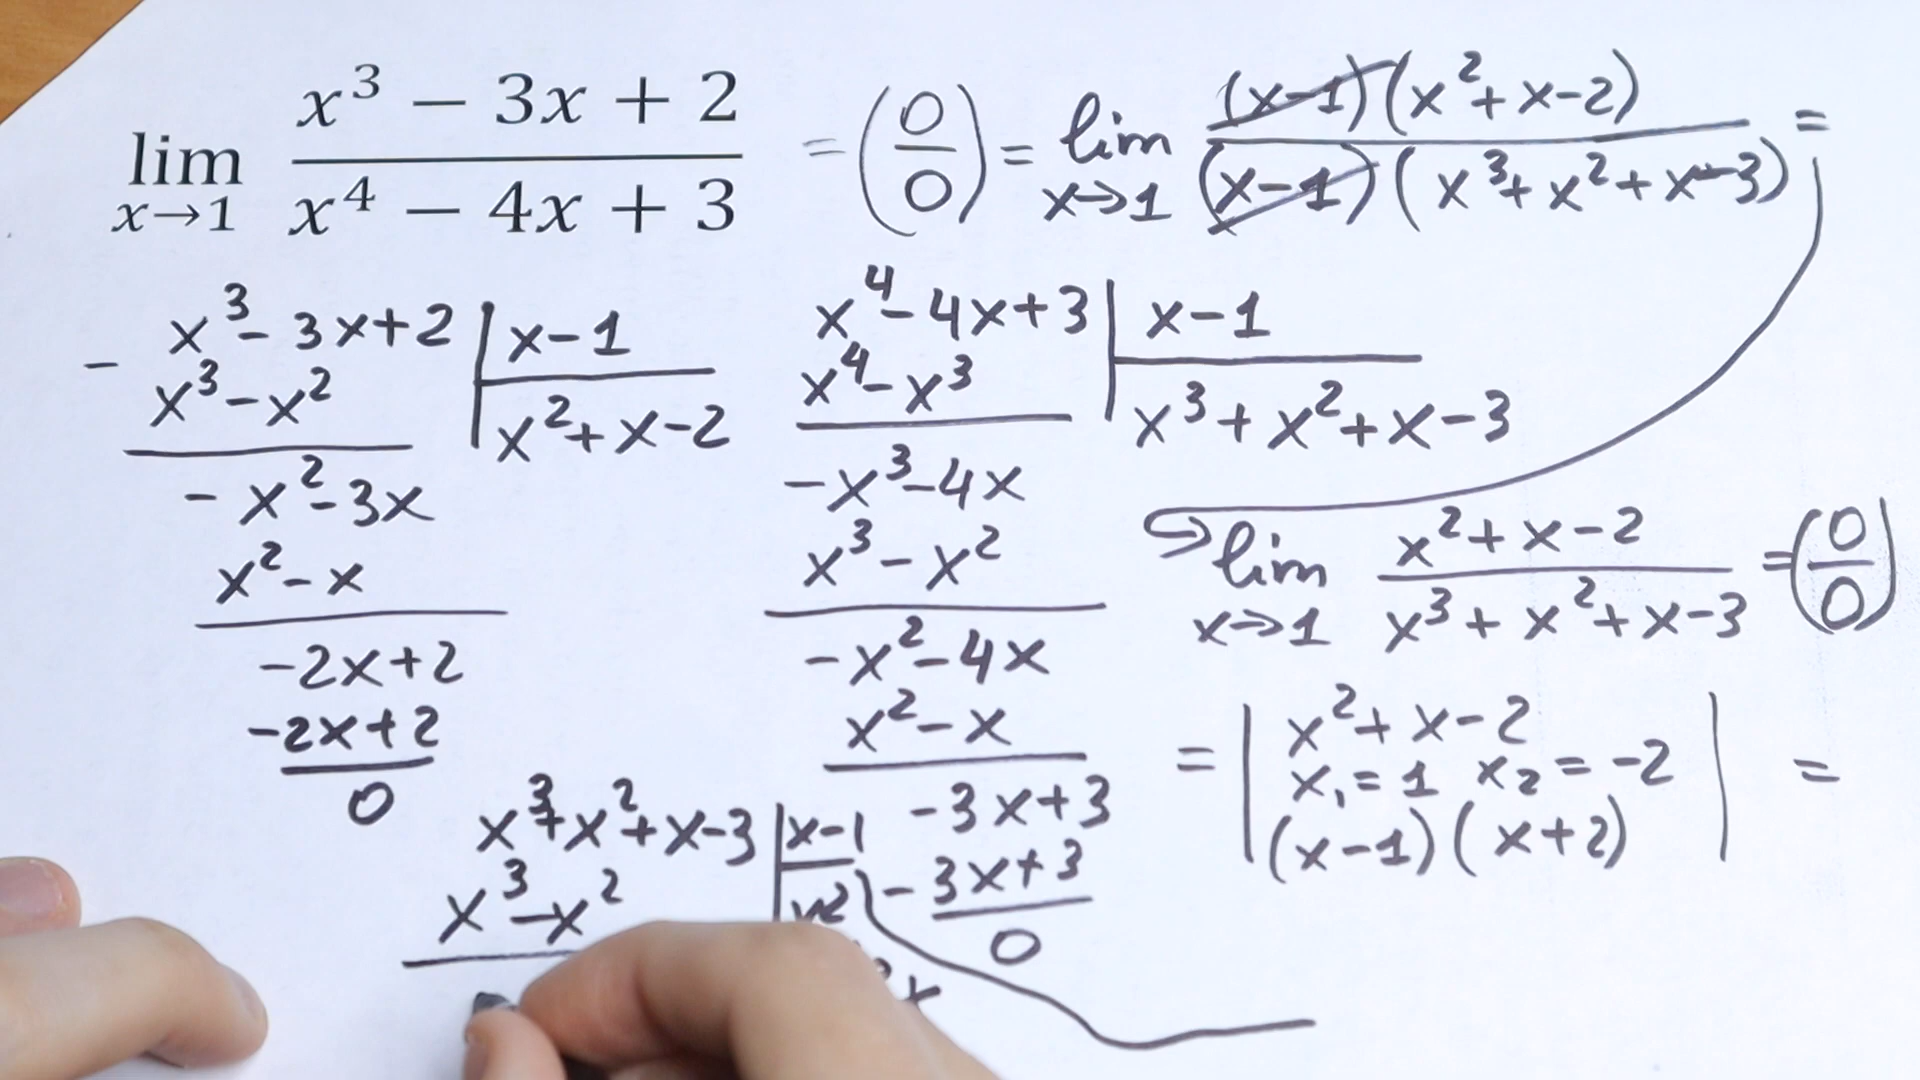 lim x→1 (x³ − 3x + 2)/(x⁴ − 4x + 3) = (0/0) = lim x→1 (x-1)(x²+x-2)/(x-1)(x³+x²+x-3) =
x³-3x+2 | x-1
- x³-x² | x²+x-2
-x²-3x
x²-x
-2x+2
-2x+2
0
x⁴-4x+3 | x-1
x⁴-x³ | x³+x²+x-3
-x³-4x
x³-x²
-x²-4x
x²-x
-3x+3
-3x+3
0
lim x→1 (x²+x-2)/(x³+x²+x-3) = (0/0)
= | x²+x-2
x₁=1 x₂=-2
(x-1)(x+2) | =
x³+x²+x-3 | x-1
x³-x²